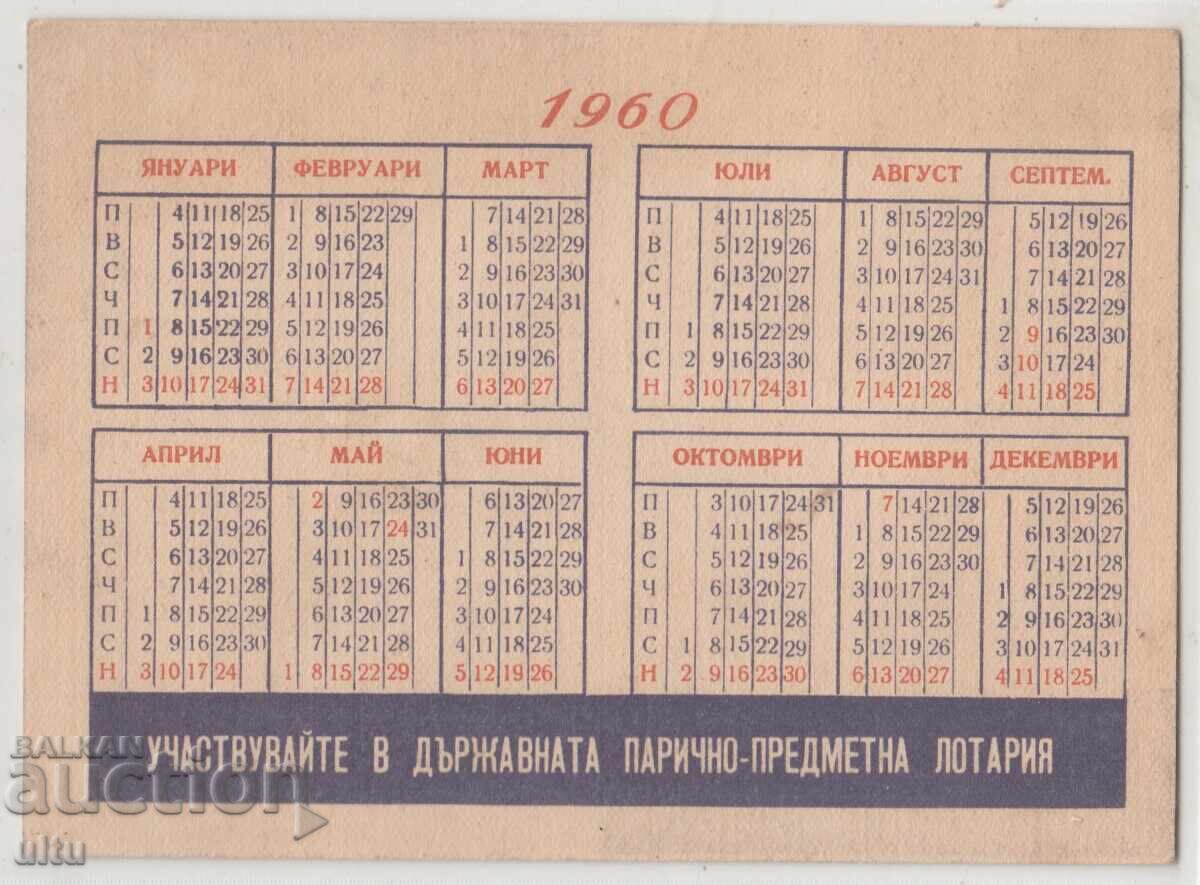 1960
ЯНУАРИ ФЕВРУАРИ МАРТ
П 4 11 18 25 1 8 15 22 29 7 14 21 28
В 5 12 19 26 2 9 16 23 1 8 15 22 29
С 6 13 20 27 3 10 17 24 2 9 16 23 30
Ч 7 14 21 28 4 11 18 25 3 10 17 24 31
П 1 8 15 22 29 5 12 19 26 4 11 18 25
С 2 9 16 23 30 6 13 20 27 5 12 19 26
Н 3 10 17 24 31 7 14 21 28 6 13 20 27
ЮЛИ АВГУСТ СЕПТЕМ.
П 4 11 18 25 1 8 15 22 29 5 12 19 26
В 5 12 19 26 2 9 16 23 30 6 13 20 27
С 6 13 20 27 3 10 17 24 31 7 14 21 28
Ч 7 14 21 28 4 11 18 25 1 8 15 22 29
П 1 8 15 22 29 5 12 19 26 2 9 16 23 30
С 2 9 16 23 30 6 13 20 27 3 10 17 24
Н 3 10 17 24 31 7 14 21 28 4 11 18 25
АПРИЛ МАЙ ЮНИ
П 4 11 18 25 2 9 16 23 30 6 13 20 27
В 5 12 19 26 3 10 17 24 31 7 14 21 28
С 6 13 20 27 4 11 18 25 1 8 15 22 29
Ч 7 14 21 28 5 12 19 26 2 9 16 23 30
П 1 8 15 22 29 6 13 20 27 3 10 17 24
С 2 9 16 23 30 7 14 21 28 4 11 18 25
Н 3 10 17 24 1 8 15 22 29 5 12 19 26
ОКТОМВРИ НОЕМВРИ ДЕКЕМВРИ
П 3 10 17 24 31 7 14 21 28 5 12 19 26
В 4 11 18 25 1 8 15 22 29 6 13 20 27
С 5 12 19 26 2 9 16 23 30 7 14 21 28
Ч 6 13 20 27 3 10 17 24 1 8 15 22 29
П 7 14 21 28 4 11 18 25 2 9 16 23 30
С 1 8 15 22 29 5 12 19 26 3 10 17 24 31
Н 2 9 16 23 30 6 13 20 27 4 11 18 25
УЧАСТВУВАЙТЕ В ДЪРЖАВНАТА ПАРИЧНО-ПРЕДМЕТНА ЛОТАРИЯ
BALKAN
auction
ultu